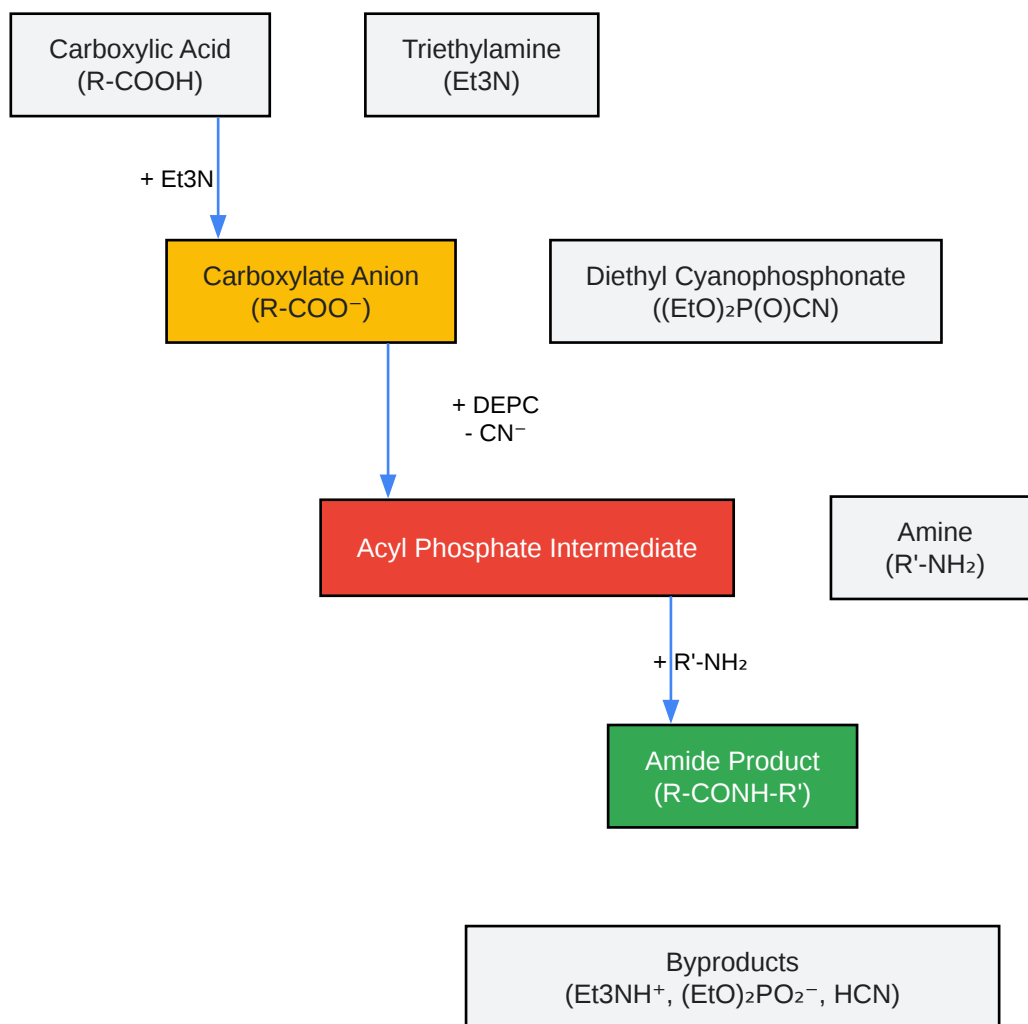 Carboxylic Acid
(R-COOH)
Triethylamine
(Et3N)
+ Et3N
Carboxylate Anion
(R-COO⁻)
Diethyl Cyanophosphonate
((EtO)₂P(O)CN)
+ DEPC
- CN⁻
Acyl Phosphate Intermediate
Amine
(R'-NH₂)
+ R'-NH₂
Amide Product
(R-CONH-R')
Byproducts
(Et3NH⁺, (EtO)₂PO₂⁻, HCN)